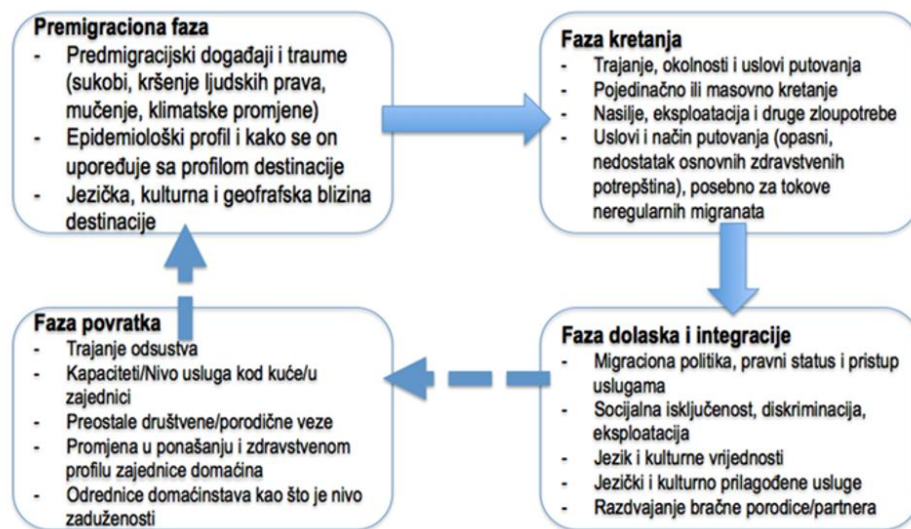 Premigraciona faza
- Predmigracijski događaji i traume
(sukobi, kršenje ljudskih prava,
mučenje, klimatske promjene)
- Epidemiološki profil i kako se on
upoređuje sa profilom destinacije
- Jezička, kulturna i geofrafska blizina
destinacije
Faza kretanja
- Trajanje, okolnosti i uslovi putovanja
- Pojedinačno ili masovno kretanje
- Nasilje, eksploatacija i druge zloupotrebe
- Uslovi i način putovanja (opasni,
nedostatak osnovnih zdravstvenih
potrepština), posebno za tokove
neregularnih migranata
Faza dolaska i integracije
- Migraciona politika, pravni status i pristup
uslugama
- Socijalna isključenost, diskriminacija,
eksploatacija
- Jezik i kulturne vrijednosti
- Jezički i kulturno prilagođene usluge
- Razdvajanje bračne porodice/partnera
Faza povratka
- Trajanje odsustva
- Kapaciteti/Nivo usluga kod kuće/u
zajednici
- Preostale društvene/porodične veze
- Promjena u ponašanju i zdravstvenom
profilu zajednice domaćina
- Odrednice domaćinstava kao što je nivo
zaduženosti